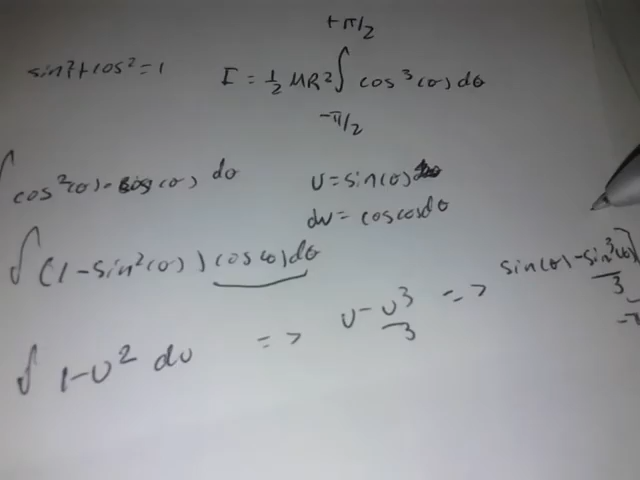 +π/2
sin²+cos²=1
I = 1/2 MR² ∫ cos³(θ)dθ
-π/2
∫ cos²(θ)·cos(θ) dθ
u=sin(θ)
du = cos(θ)dθ
∫ (1-sin²(θ)) cos(θ)dθ
∫ 1-u² du => u - u³/3 => sin(θ) - sin³(θ)/3 ]